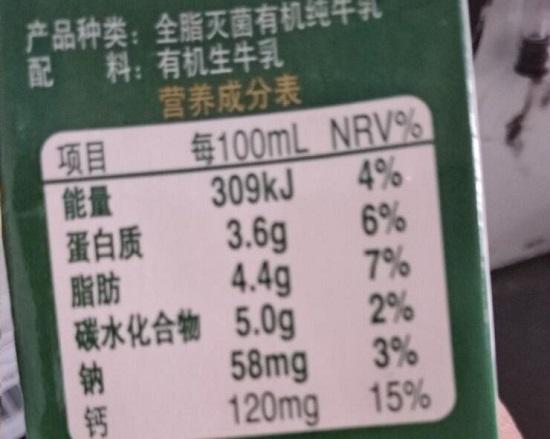 产品种类：全脂灭菌有机纯牛乳
配 料：有机生牛乳
营养成分表
项目 每100mL NRV%
能量 309kJ 4%
蛋白质 3.6g 6%
脂肪 4.4g 7%
碳水化合物 5.0g 2%
钠 58mg 3%
钙 120mg 15%